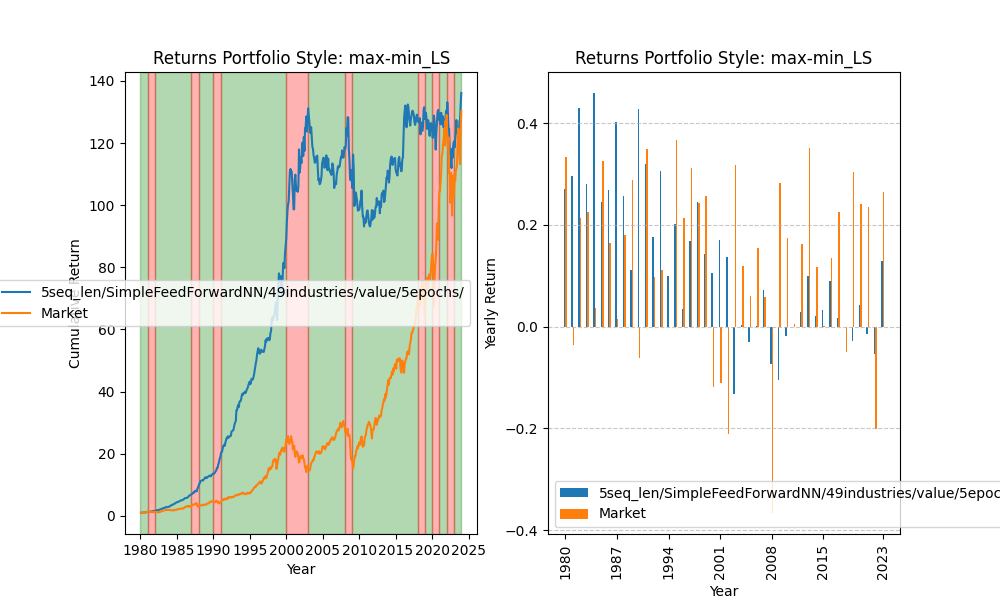 Returns Portfolio Style: max-min_LS
140
120
100
80
60
40
20
0
Return
5seq_len/SimpleFeedForwardNN/49industries/value/5epochs/
Market
1980 1985 1990 1995 2000 2005 2010 2015 2020 2025
Year
Returns Portfolio Style: max-min_LS
0.4
0.2
0.0
−0.2
−0.4
Yearly Return
5seq_len/SimpleFeedForwardNN/49industries/value/5epoc
Market
1980 1987 1994 2001 2008 2015 2023
Year